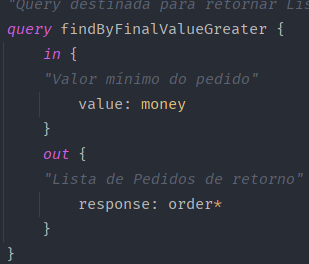 "Query destinada para retornar Lis
query findByFinalValueGreater {
in {
"Valor mínimo do pedido"
value: money
}
out {
"Lista de Pedidos de retorno"
response: order*
}
}